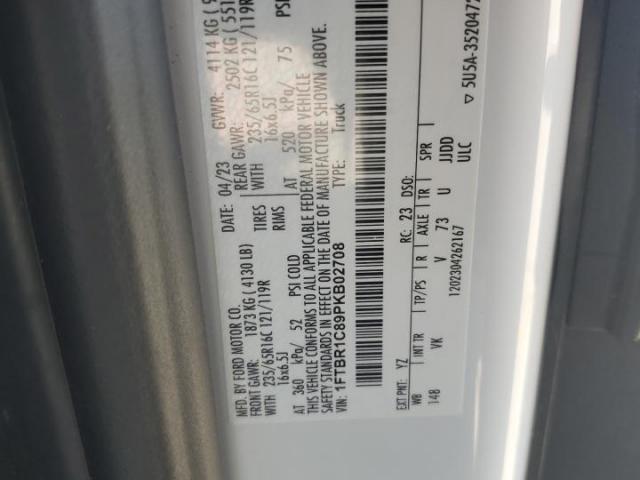 MFD. BY FORD MOTOR CO.
DATE: 04/23 GVWR: 4114 KG
FRONT GAWR: 1873 KG (4130 LB) REAR GAWR: 2502 KG (551
WITH 235/65R16C 121/119R TIRES WITH 235/65R16C 121/119R
16x6.5J RIMS 16x6.5J
AT 360 kPa/ 52 PSI COLD AT 520 kPa/ 75 PSI
THIS VEHICLE CONFORMS TO ALL APPLICABLE FEDERAL MOTOR VEHICLE
SAFETY STANDARDS IN EFFECT ON THE DATE OF MANUFACTURE SHOWN ABOVE.
VIN: 1FTBR1C89PKB02708 TYPE: Truck
EXT PNT: YZ RC: 23 DSO:
WB INT TR TP/PS R AXLE TR SPR
148 VK V 73 U JJDD
1202304262167 ULC
▽ 5U5A-3520472